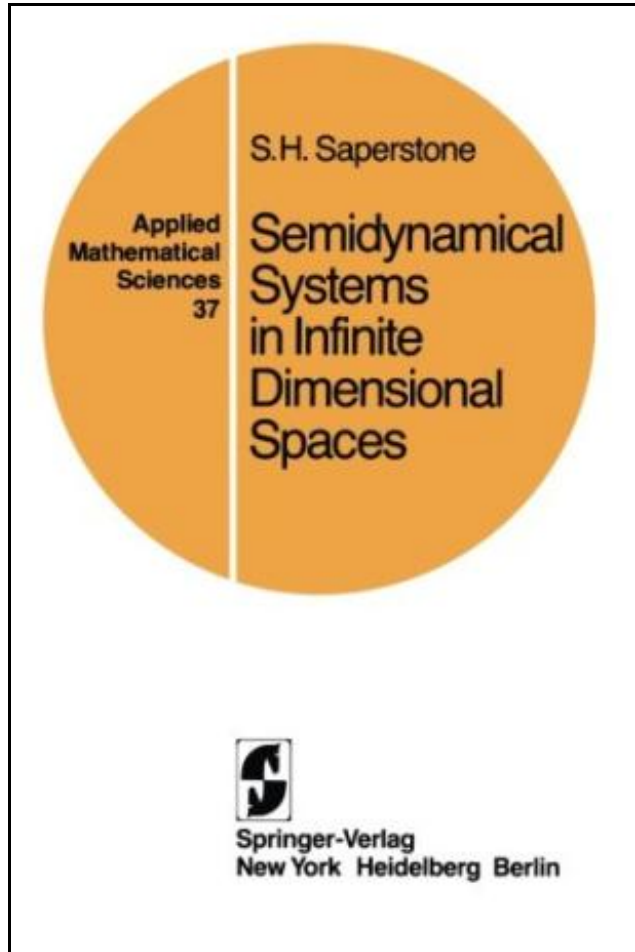 S.H. Saperstone
Applied
Mathematical
Sciences
37
Semidynamical
Systems
in Infinite
Dimensional
Spaces
Springer-Verlag
New York Heidelberg Berlin